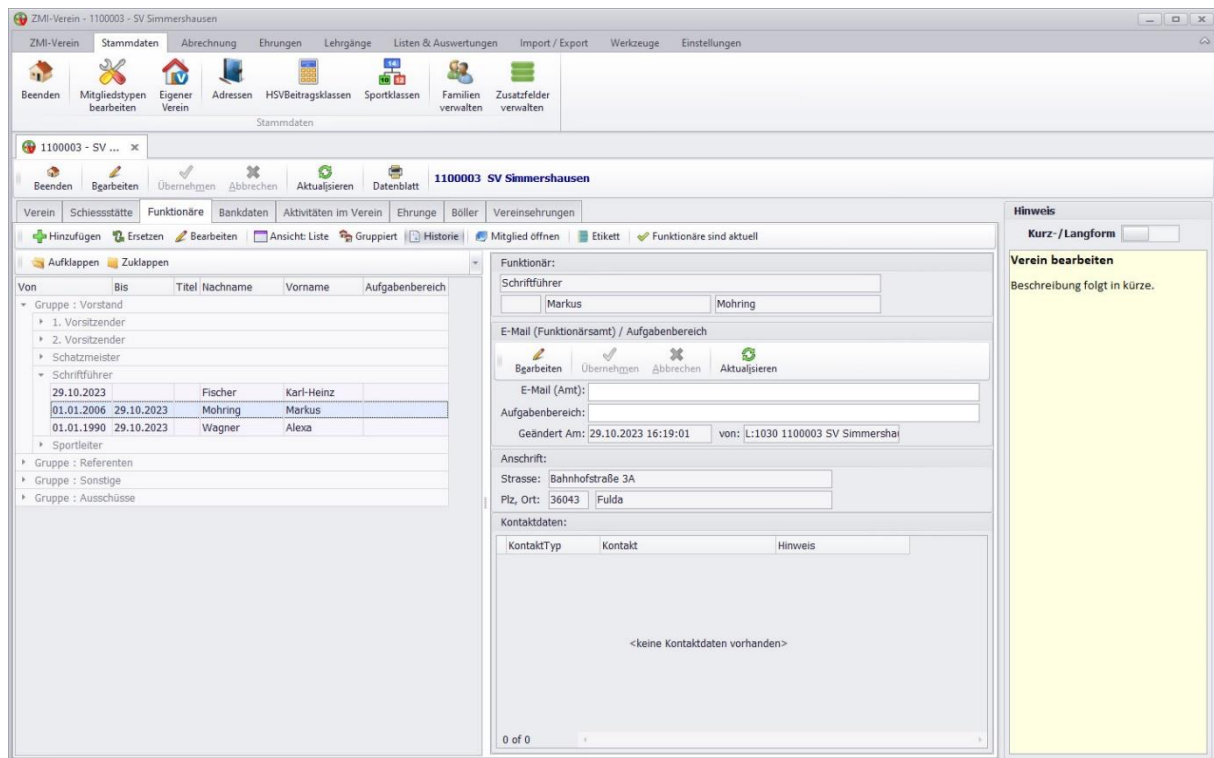 ZMI-Verein - 1100003 - SV Simmershausen
ZMI-Verein Stammdaten Abrechnung Ehrungen Lehrgänge Listen & Auswertungen Import / Export Werkzeuge Einstellungen
Beenden Mitgliedstypen bearbeiten Eigener Verein Adressen HSVBeitragsklassen Sportklassen Familien verwalten Zusatzfelder verwalten
Stammdaten
1100003 - SV ...
Beenden Bearbeiten Übernehmen Abbrechen Aktualisieren Datenblatt 1100003 SV Simmershausen
Verein Schiessstätte Funktionäre Bankdaten Aktivitäten im Verein Ehrunge Böller Vereinsehrungen
Hinzufügen Ersetzen Bearbeiten Ansicht: Liste Gruppiert Historie Mitglied öffnen Etikett Funktionäre sind aktuell
Aufklappen Zuklappen
Von Bis Titel Nachname Vorname Aufgabenbereich
Gruppe : Vorstand
1. Vorsitzender
2. Vorsitzender
Schatzmeister
Schriftführer
29.10.2023 Fischer Karl-Heinz
01.01.2006 29.10.2023 Mohring Markus
01.01.1990 29.10.2023 Wagner Alexa
Sportleiter
Gruppe : Referenten
Gruppe : Sonstige
Gruppe : Ausschüsse
Funktionär:
Schriftführer
Markus Mohring
E-Mail (Funktionärsamt) / Aufgabenbereich
Bearbeiten Übernehmen Abbrechen Aktualisieren
E-Mail (Amt):
Aufgabenbereich:
Geändert Am: 29.10.2023 16:19:01 von: L:1030 1100003 SV Simmersha
Anschrift:
Strasse: Bahnhofstraße 3A
Plz, Ort: 36043 Fulda
Kontaktdaten:
KontaktTyp Kontakt Hinweis
<keine Kontaktdaten vorhanden>
0 of 0
Hinweis
Kurz-/Langform
Verein bearbeiten
Beschreibung folgt in kürze.